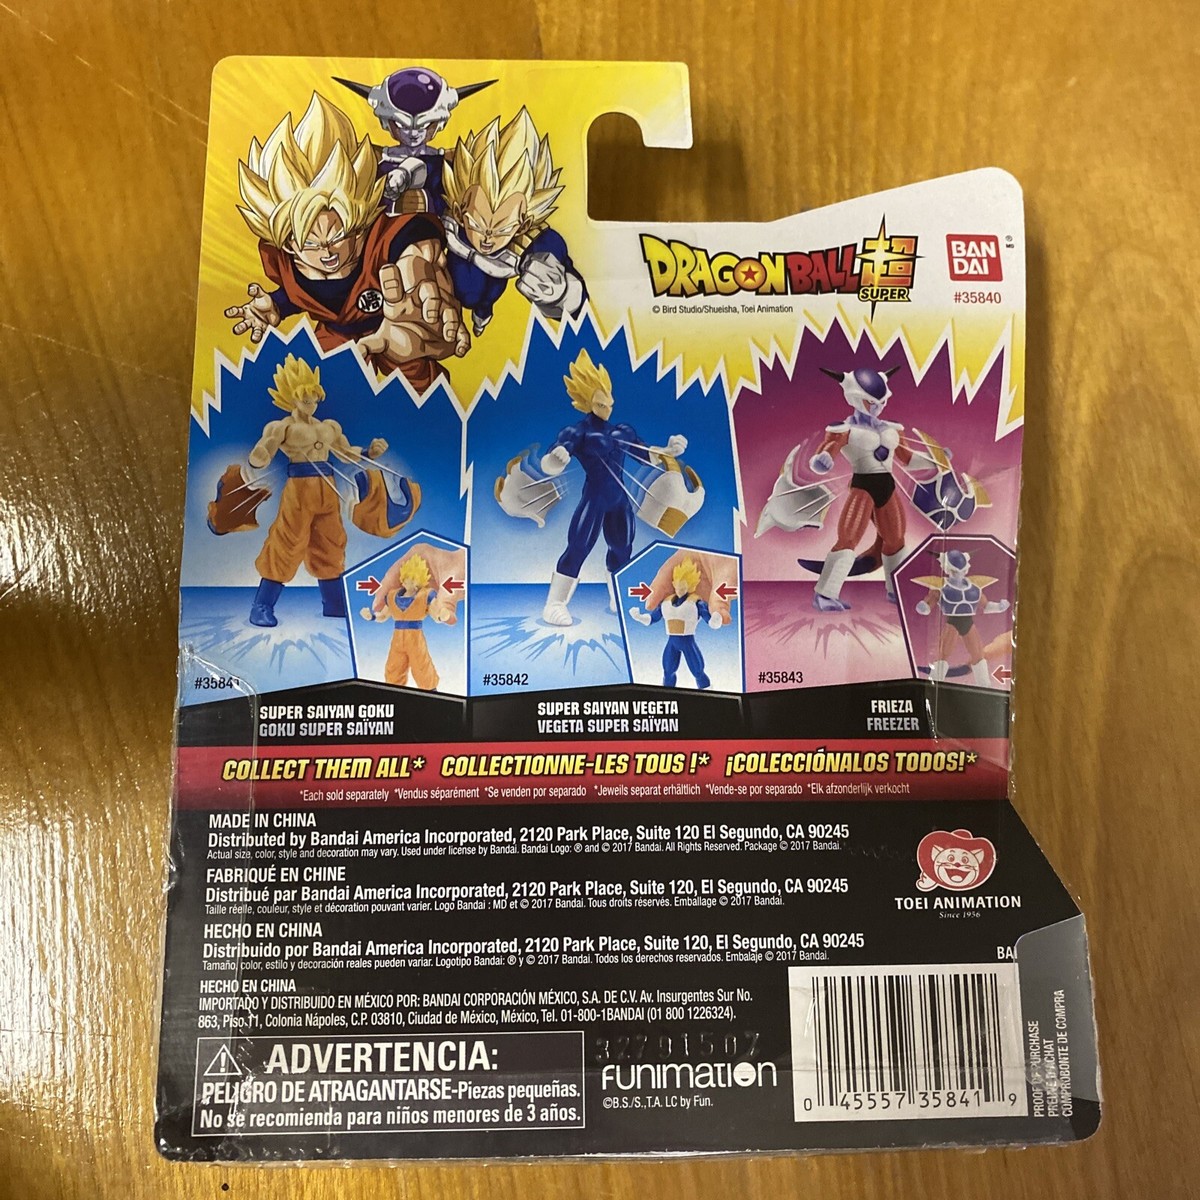 DRAGON BALL 超
SUPER
BAN
DAI
®
MD
#35840
© Bird Studio/Shueisha, Toei Animation
#35841
#35842
#35843
SUPER SAIYAN GOKU
GOKU SUPER SAÏYAN
SUPER SAIYAN VEGETA
VEGETA SUPER SAÏYAN
FRIEZA
FREEZER
COLLECT THEM ALL* COLLECTIONNE-LES TOUS !* ¡COLECCIÓNALOS TODOS!*
*Each sold separately *Vendus séparément *Se venden por separado *Jeweils separat erhältlich *Vende-se por separado *Elk afzonderlijk verkocht
MADE IN CHINA
Distributed by Bandai America Incorporated, 2120 Park Place, Suite 120 El Segundo, CA 90245
Actual size, color, style and decoration may vary. Used under license by Bandai. Bandai Logo: ® and © 2017 Bandai. All Rights Reserved. Package © 2017 Bandai.
FABRIQUÉ EN CHINE
Distribué par Bandai America Incorporated, 2120 Park Place, Suite 120, El Segundo, CA 90245
Taille réelle, couleur, style et décoration pouvant varier. Logo Bandai : MD et © 2017 Bandai. Tous droits réservés. Emballage © 2017 Bandai.
HECHO EN CHINA
Distribuido por Bandai America Incorporated, 2120 Park Place, Suite 120, El Segundo, CA 90245
Tamaño, color, estilo y decoración reales pueden variar. Logotipo Bandai: ® y © 2017 Bandai. Todos los derechos reservados. Embalaje © 2017 Bandai.
HECHO EN CHINA
IMPORTADO Y DISTRIBUIDO EN MÉXICO POR: BANDAI CORPORACIÓN MÉXICO, S.A. DE C.V. Av. Insurgentes Sur No.
863, Piso 11, Colonia Nápoles, C.P. 03810, Ciudad de México, México, Tel. 01-800-1BANDAI (01 800 1226324).
TOEI ANIMATION
Since 1956
BAI
ADVERTENCIA:
PELIGRO DE ATRAGANTARSE-Piezas pequeñas.
No se recomienda para niños menores de 3 años.
FUNIMATION
©B.S./S.,T.A. LC by Fun.
0 45557 35841 9
PROOF OF PURCHASE
PREUVE D'ACHAT
COMPROBONTE DE COMPRA